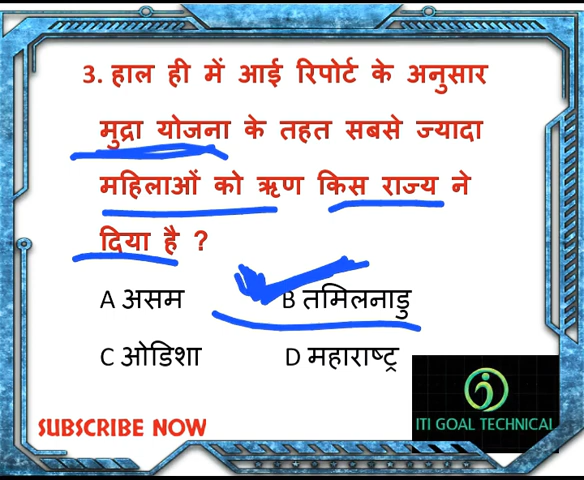 3. हाल ही में आई रिपोर्ट के अनुसार
मुद्रा योजना के तहत सबसे ज्यादा
महिलाओं को ऋण किस राज्य ने
दिया है ?
A असम B तमिलनाडु
C ओडिशा D महाराष्ट्र
ITI GOAL TECHNICAL
SUBSCRIBE NOW